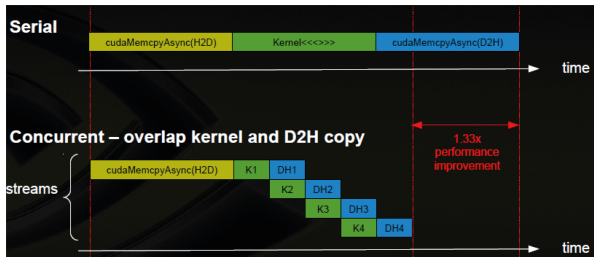 Serial
cudaMemcpyAsync(H2D) Kernel<<<>>> cudaMemcpyAsync(D2H)
time
Concurrent – overlap kernel and D2H copy
1.33x
performance
improvement
streams
cudaMemcpyAsync(H2D) K1 DH1
K2 DH2
K3 DH3
K4 DH4
time